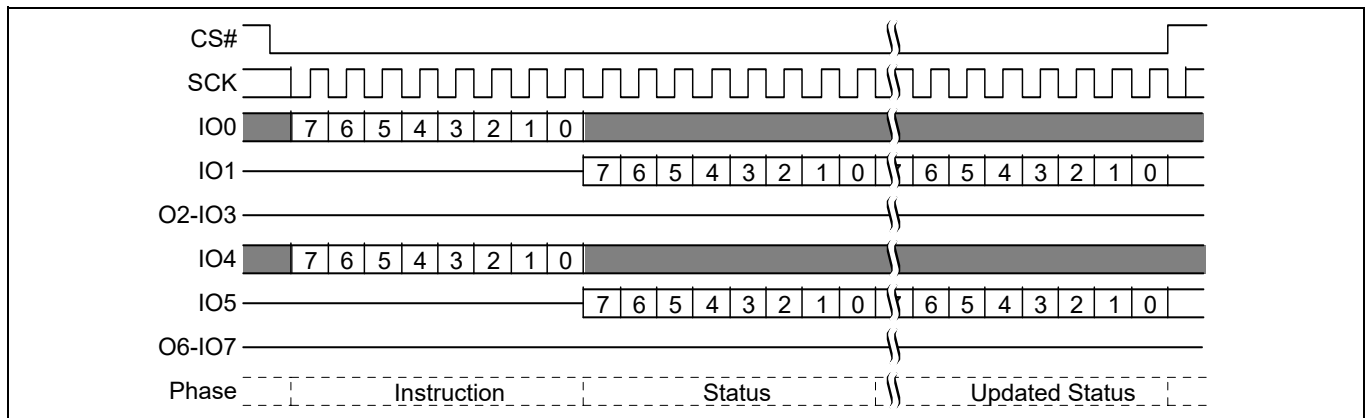 CS#
SCK
IO0 7 6 5 4 3 2 1 0
IO1 7 6 5 4 3 2 1 0 6 5 4 3 2 1 0
O2-IO3
IO4 7 6 5 4 3 2 1 0
IO5 7 6 5 4 3 2 1 0 6 5 4 3 2 1 0
O6-IO7
Phase Instruction Status Updated Status